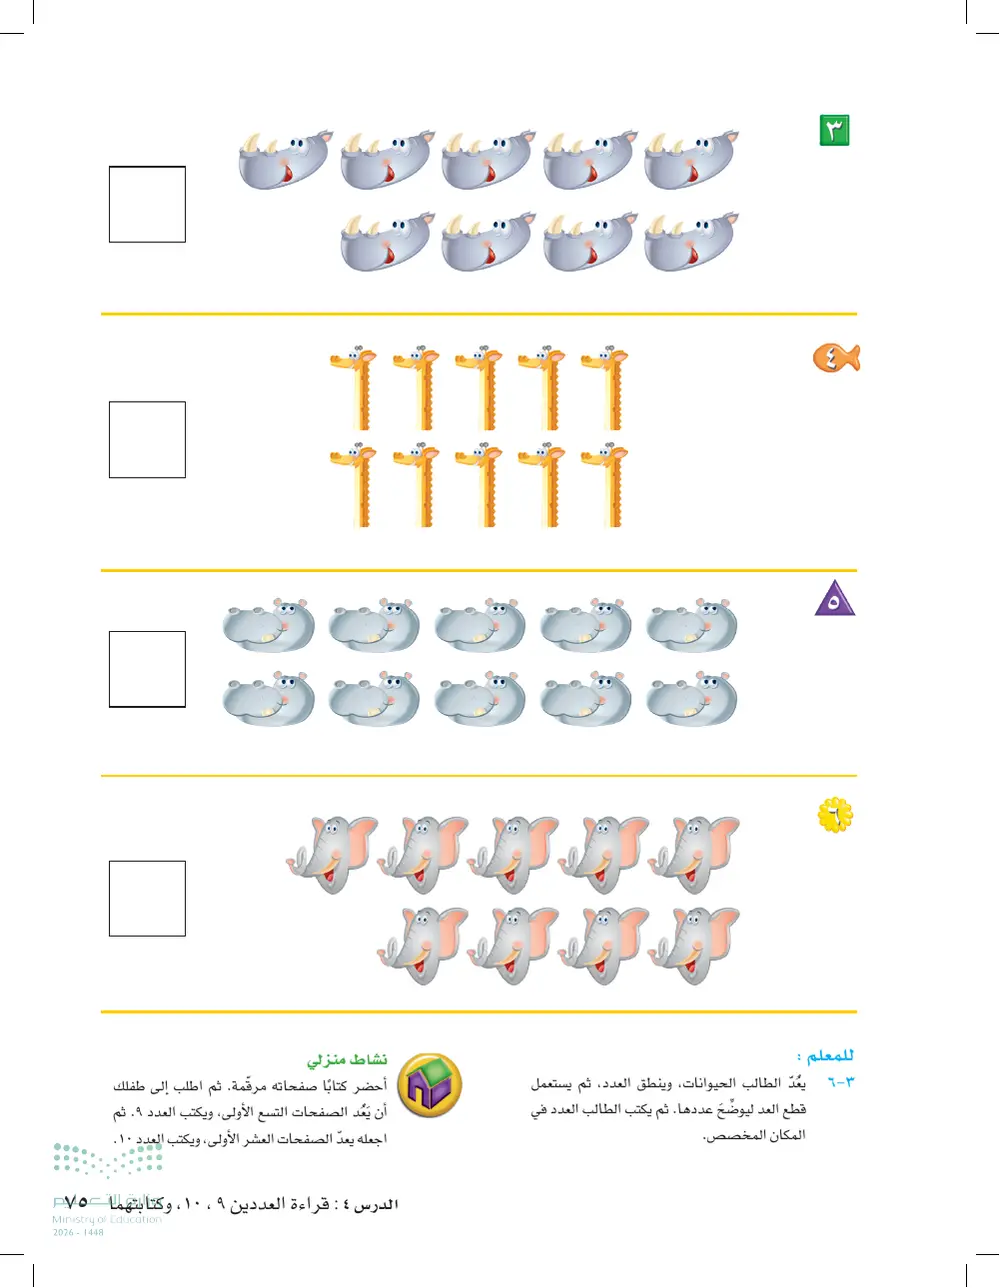 ٣
٤
٥
٦
للمعلم :
٣-٦ يعُدّ الطالب الحيوانات، وينطق العدد، ثم يستعمل
قطع العد ليوضِّحَ عددها. ثم يكتب الطالب العدد في
المكان المخصص.
نشاط منزلي
أحضر كتابًا صفحاته مرقّمة. ثم اطلب إلى طفلك
أن يَعُد الصفحات التسع الأولى، ويكتب العدد ٩. ثم
اجعله يعدّ الصفحات العشر الأولى، ويكتب العدد ١٠.
الدرس ٤ : قراءة العددين ٩ ، ١٠، وكتابتهما ٧٥
وزارة التعليم
Ministry of Education
2026 - 1448